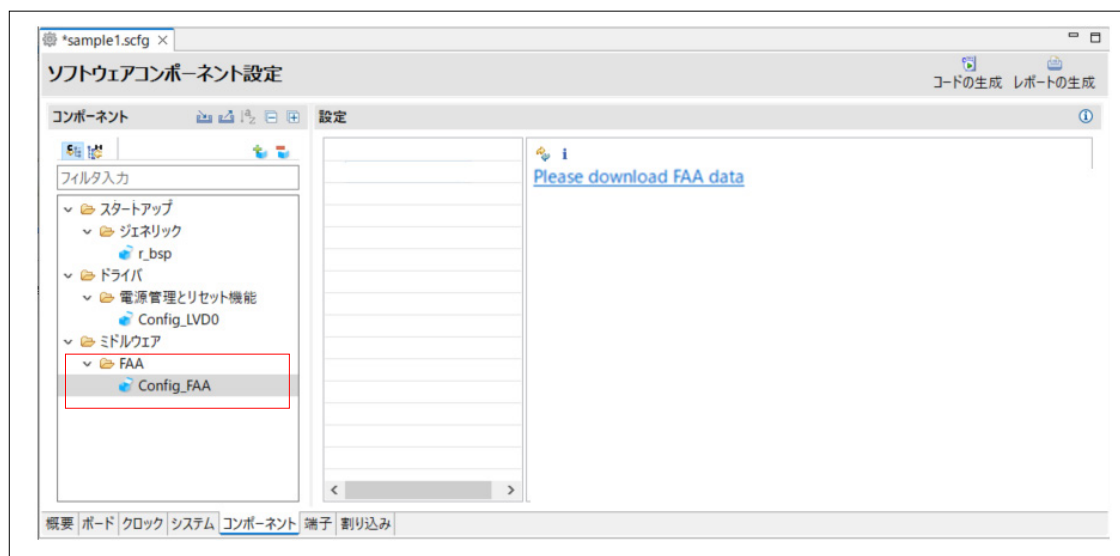 *sample1.scfg
ソフトウェアコンポーネント設定
コードの生成 レポートの生成
コンポーネント
設定
フィルタ入力
スタートアップ
ジェネリック
r_bsp
ドライバ
電源管理とリセット機能
Config_LVD0
ミドルウェア
FAA
Config_FAA
Please download FAA data
概要 ボード クロック システム コンポーネント 端子 割り込み